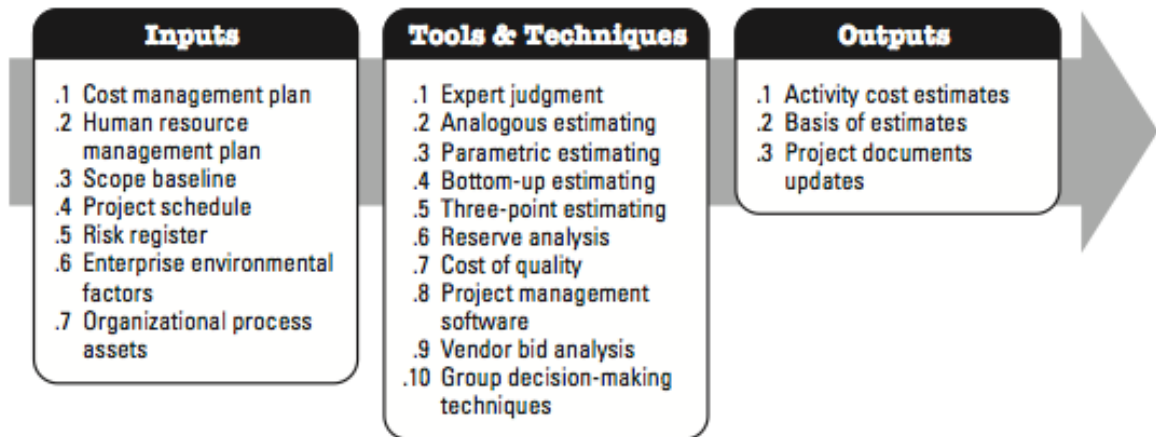 Inputs
.1 Cost management plan
.2 Human resource
management plan
.3 Scope baseline
.4 Project schedule
.5 Risk register
.6 Enterprise environmental
factors
.7 Organizational process
assets
Tools & Techniques
.1 Expert judgment
.2 Analogous estimating
.3 Parametric estimating
.4 Bottom-up estimating
.5 Three-point estimating
.6 Reserve analysis
.7 Cost of quality
.8 Project management
software
.9 Vendor bid analysis
.10 Group decision-making
techniques
Outputs
.1 Activity cost estimates
.2 Basis of estimates
.3 Project documents
updates